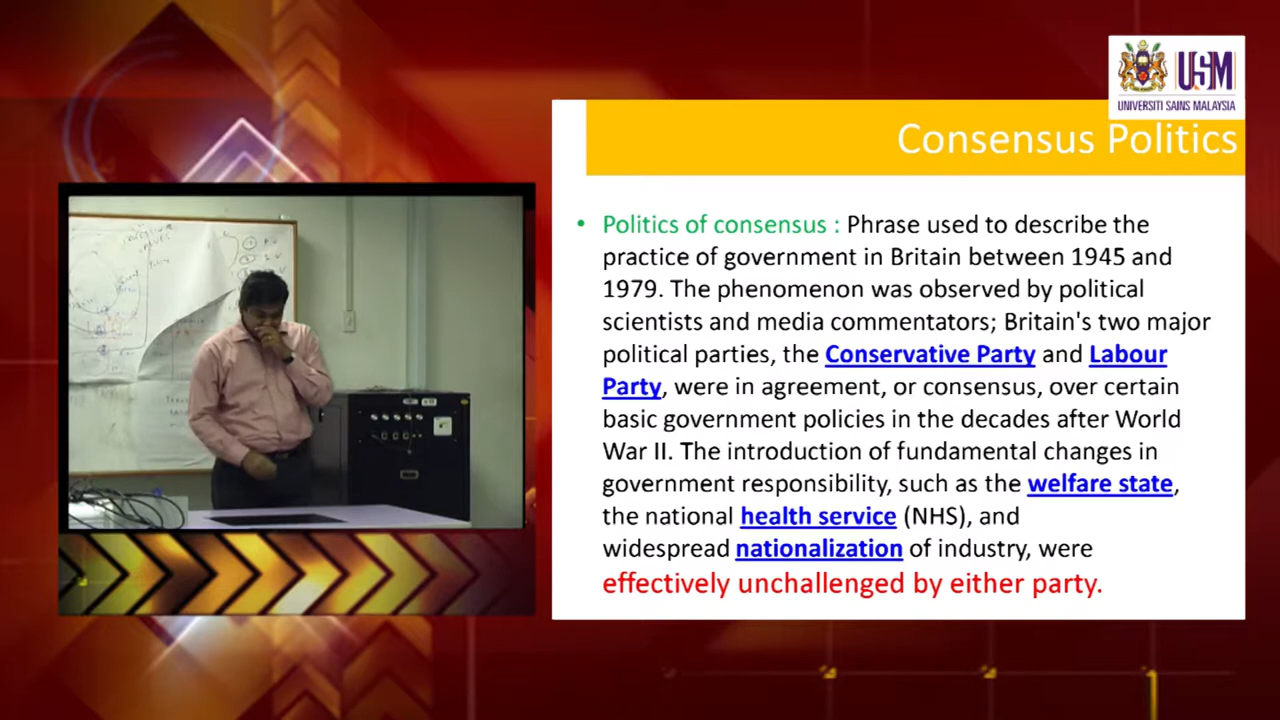 USM
UNIVERSITI SAINS MALAYSIA
Consensus Politics
• Politics of consensus : Phrase used to describe the
practice of government in Britain between 1945 and
1979. The phenomenon was observed by political
scientists and media commentators; Britain's two major
political parties, the Conservative Party and Labour
Party, were in agreement, or consensus, over certain
basic government policies in the decades after World
War II. The introduction of fundamental changes in
government responsibility, such as the welfare state,
the national health service (NHS), and
widespread nationalization of industry, were
effectively unchallenged by either party.